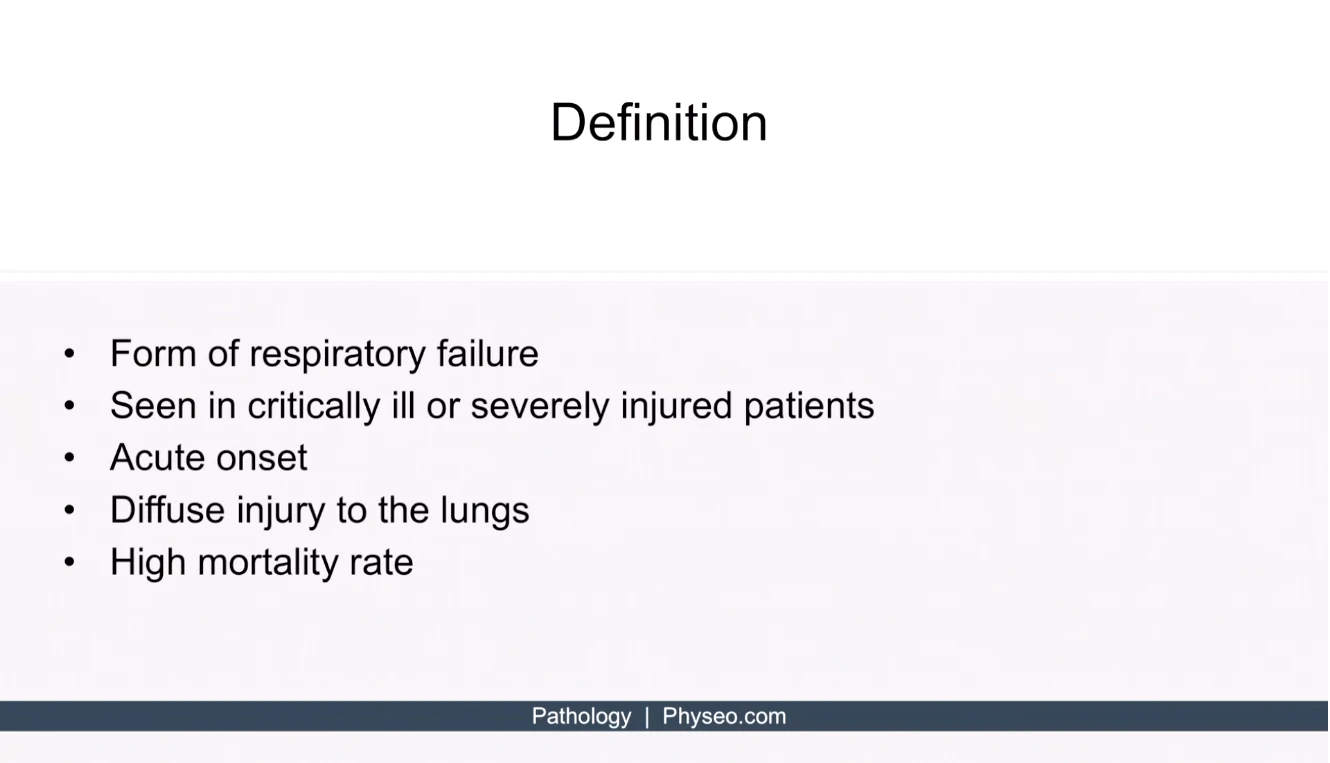 Definition
• Form of respiratory failure
• Seen in critically ill or severely injured patients
• Acute onset
• Diffuse injury to the lungs
• High mortality rate
Pathology | Physeo.com